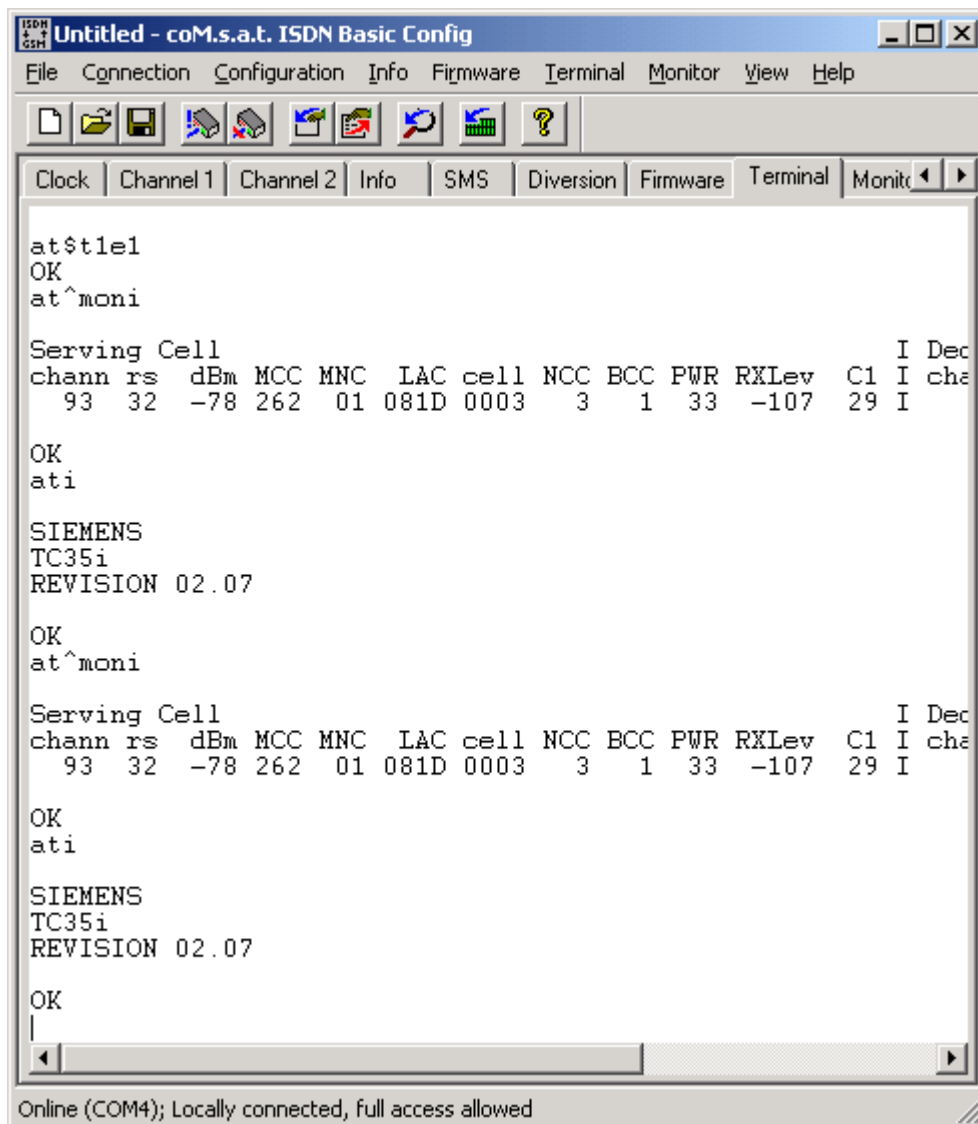 ISDN GSM
Untitled - coM.s.a.t. ISDN Basic Config
File Connection Configuration Info Firmware Terminal Monitor View Help
Clock Channel 1 Channel 2 Info SMS Diversion Firmware Terminal Monito
at$t1e1
OK
at^moni
Serving Cell I Dec
chann rs dBm MCC MNC LAC cell NCC BCC PWR RXLev C1 I cha
93 32 -78 262 01 081D 0003 3 1 33 -107 29 I
OK
ati
SIEMENS
TC35i
REVISION 02.07
OK
at^moni
Serving Cell I Dec
chann rs dBm MCC MNC LAC cell NCC BCC PWR RXLev C1 I cha
93 32 -78 262 01 081D 0003 3 1 33 -107 29 I
OK
ati
SIEMENS
TC35i
REVISION 02.07
OK
Online (COM4); Locally connected, full access allowed